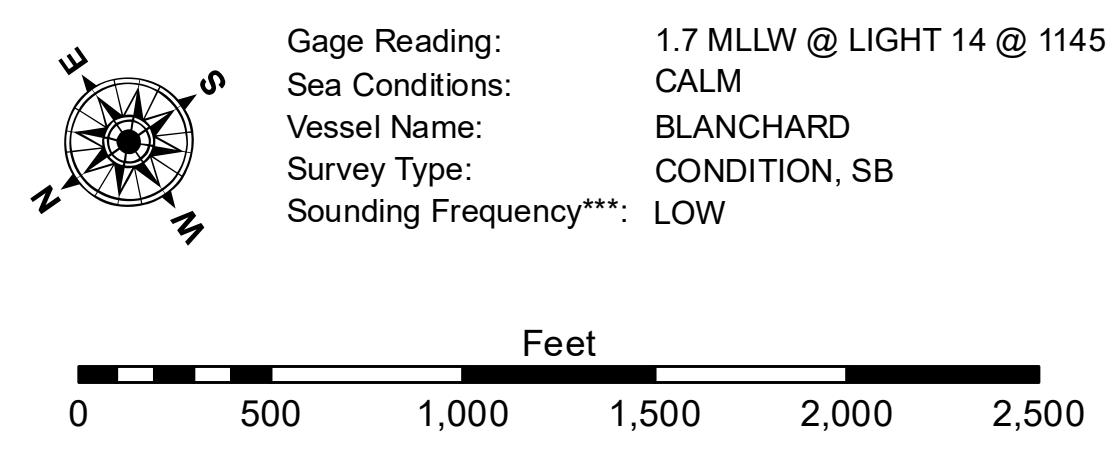 E
S
N
W
Gage Reading: 1.7 MLLW @ LIGHT 14 @ 1145
Sea Conditions: CALM
Vessel Name: BLANCHARD
Survey Type: CONDITION, SB
Sounding Frequency***: LOW
Feet
0 500 1,000 1,500 2,000 2,500